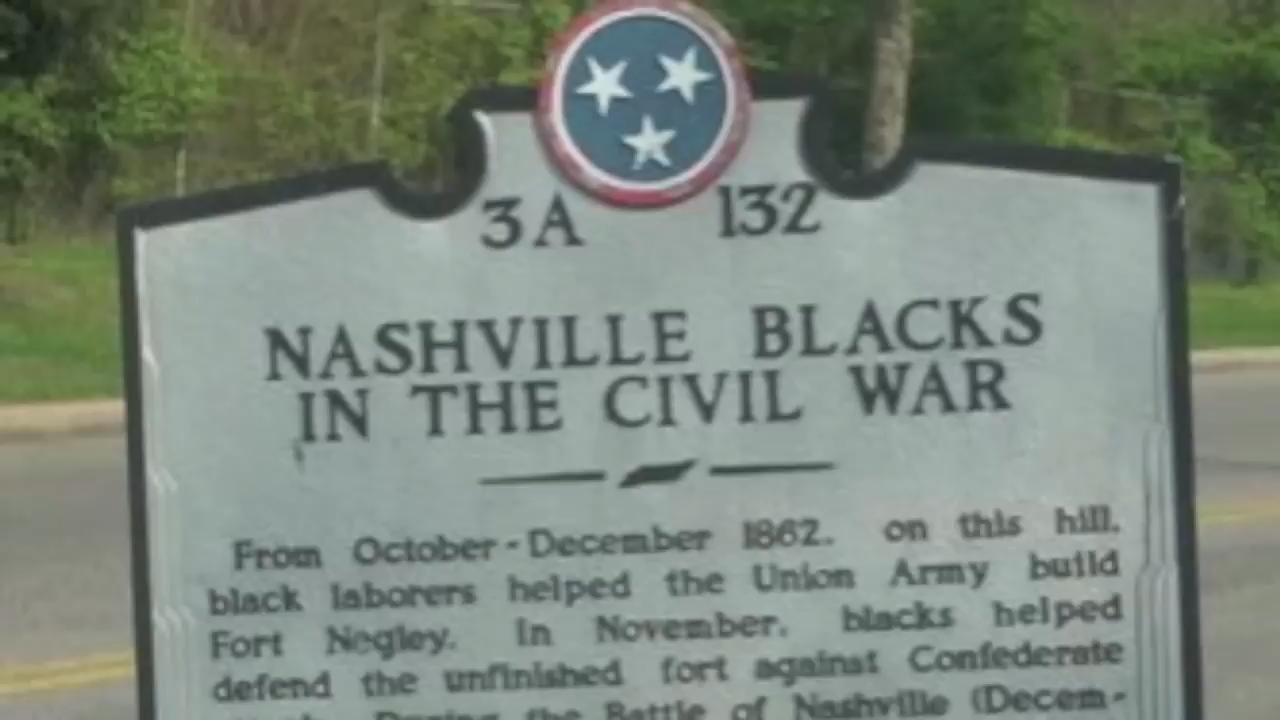 3A 132
NASHVILLE BLACKS
IN THE CIVIL WAR
From October-December 1862, on this hill,
black laborers helped the Union Army build
Fort Negley. In November, blacks helped
defend the unfinished fort against Confederate
During the Battle of Nashville (Decem-